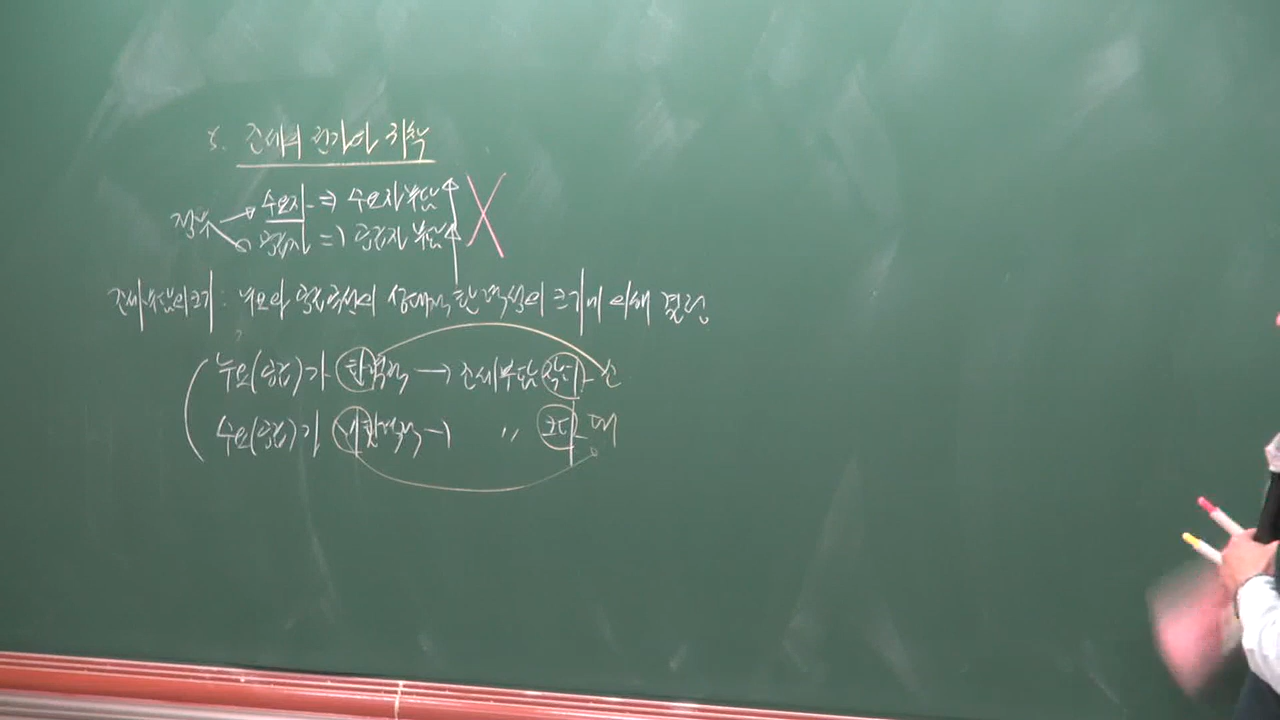 8. 조세의 전가와 귀착
정부 수요자 ⇒ 수요자 부담
공급자 ⇒ 공급자 부담
조세부담의 크기 : 수요와 공급곡선의 상대적 탄력성의 크기에 의해 결정
수요(공급)가 탄력적 → 조세부담 작다 소
수요(공급)가 비탄력적 → 〃 크다 대